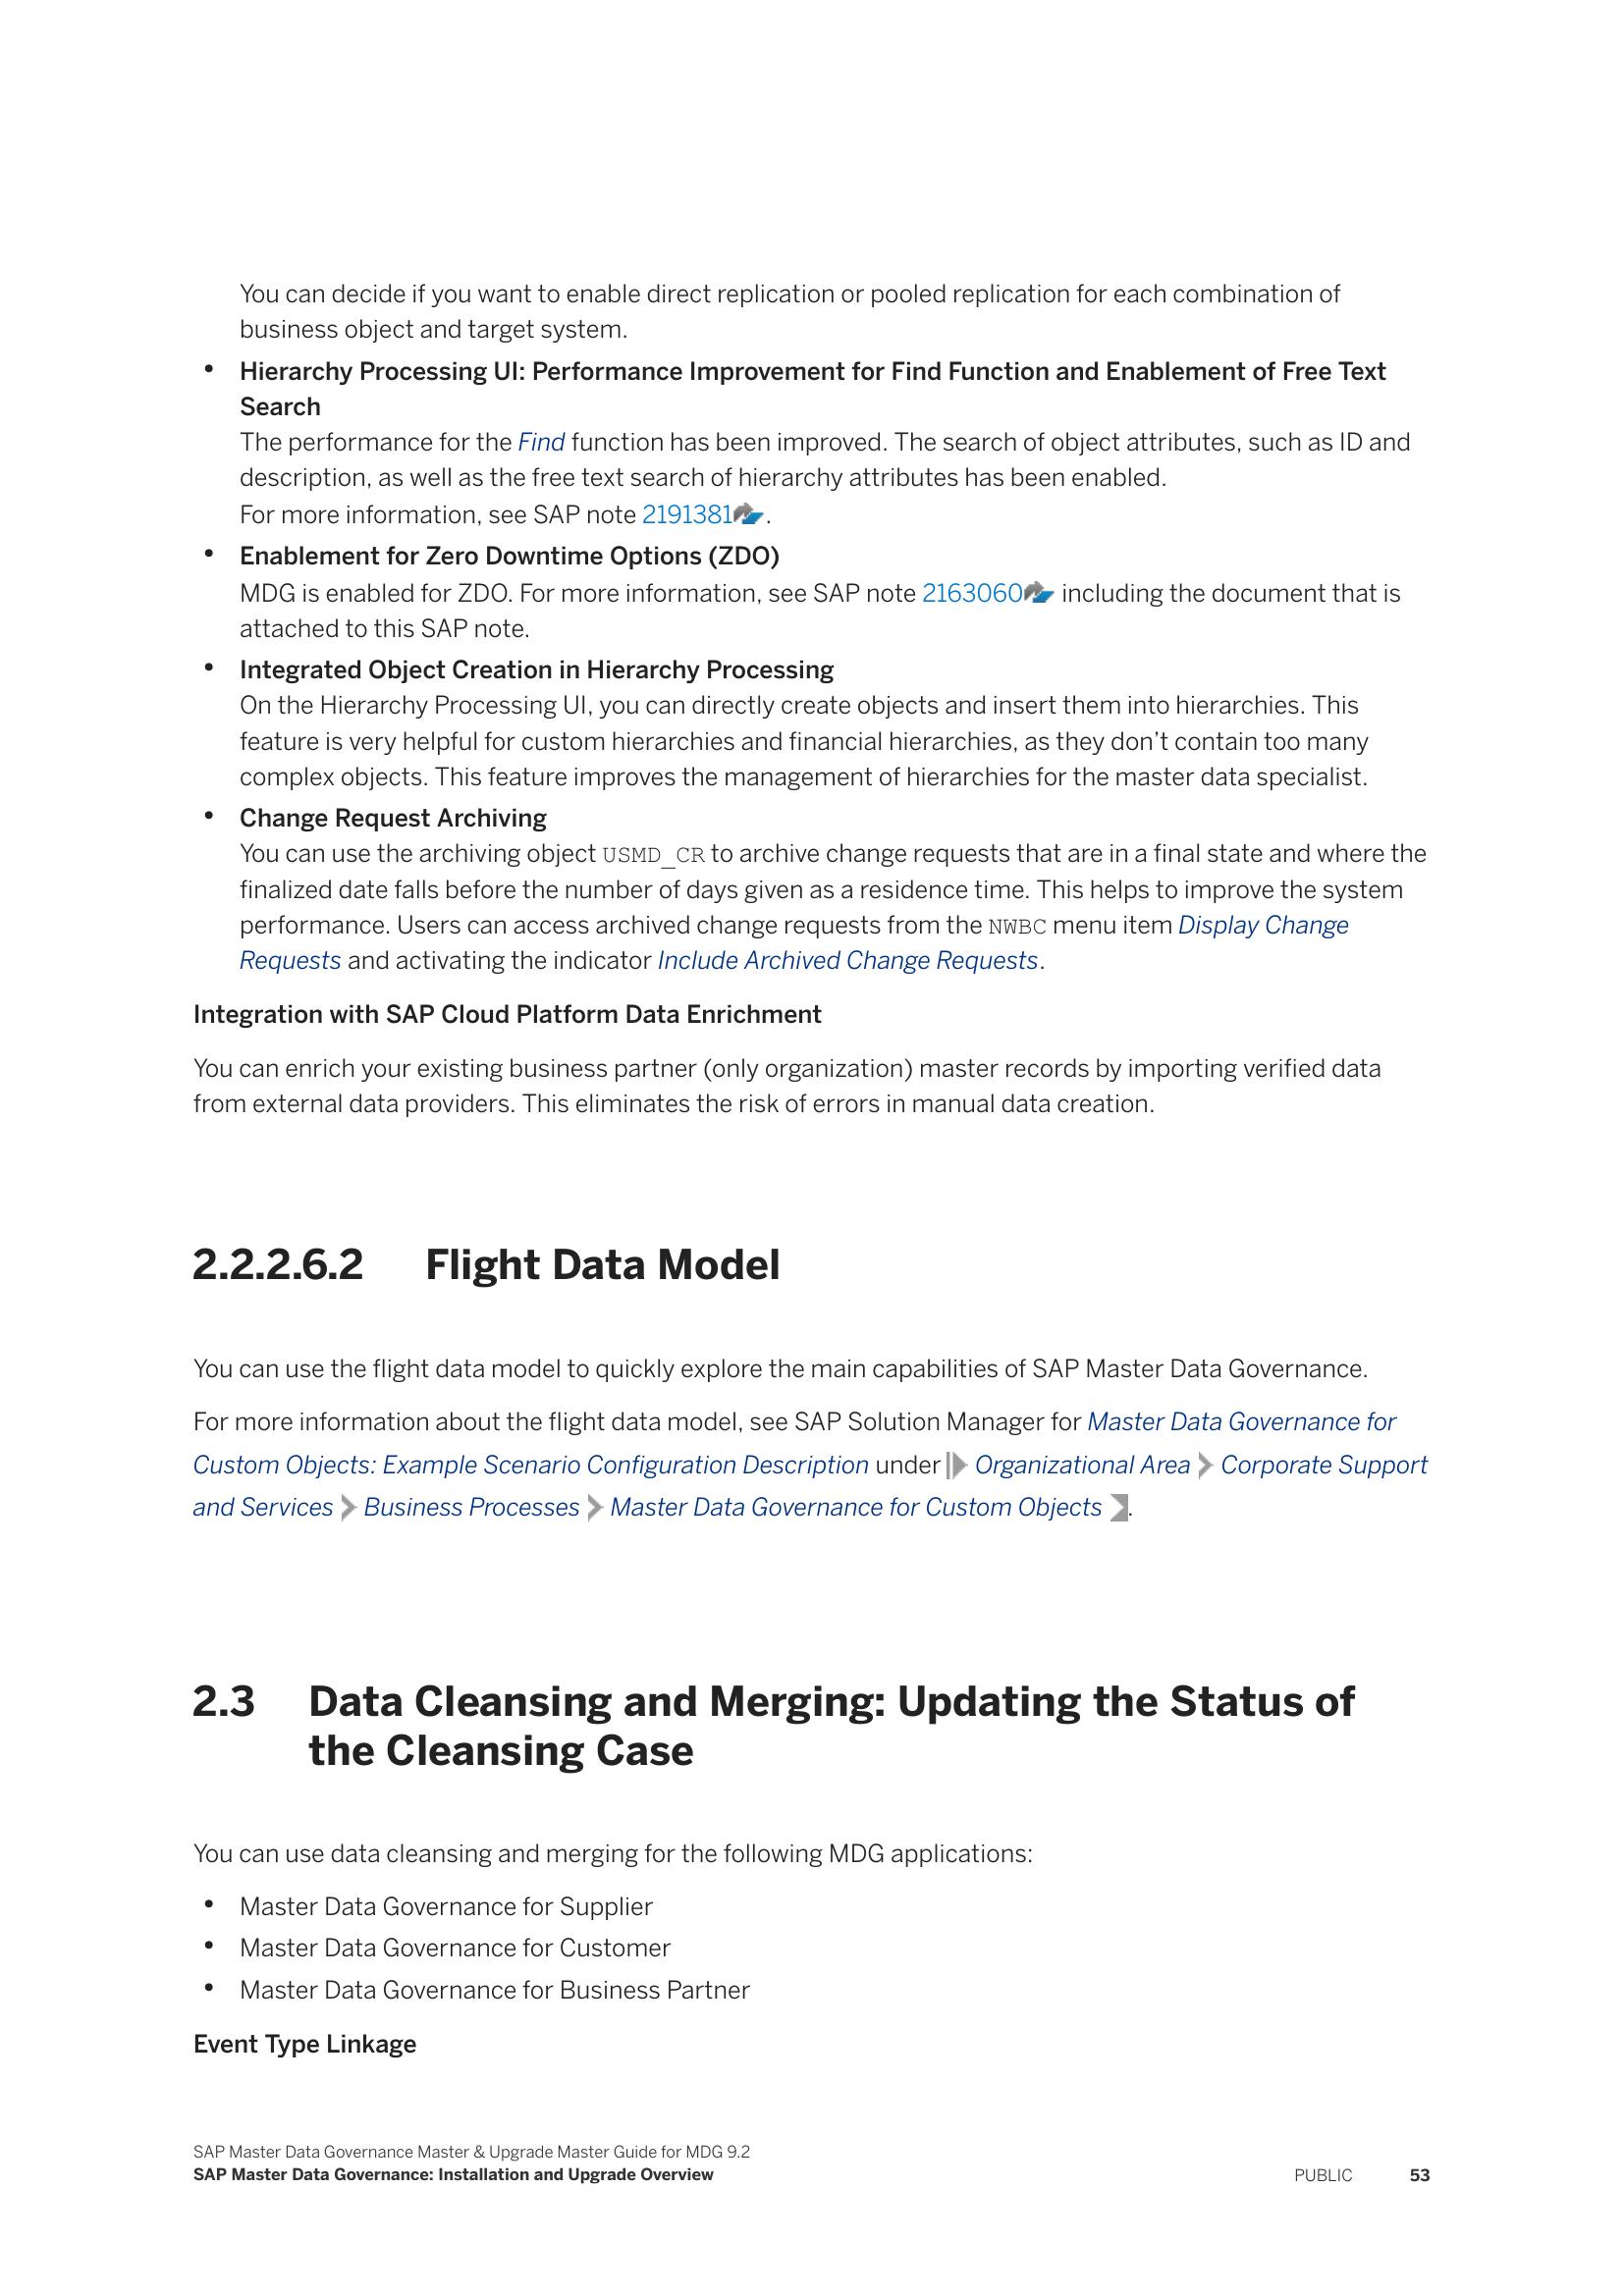 You can decide if you want to enable direct replication or pooled replication for each combination of
business object and target system.
• Hierarchy Processing UI: Performance Improvement for Find Function and Enablement of Free Text
Search
The performance for the Find function has been improved. The search of object attributes, such as ID and
description, as well as the free text search of hierarchy attributes has been enabled.
For more information, see SAP note 2191381.
• Enablement for Zero Downtime Options (ZDO)
MDG is enabled for ZDO. For more information, see SAP note 2163060 including the document that is
attached to this SAP note.
• Integrated Object Creation in Hierarchy Processing
On the Hierarchy Processing UI, you can directly create objects and insert them into hierarchies. This
feature is very helpful for custom hierarchies and financial hierarchies, as they don’t contain too many
complex objects. This feature improves the management of hierarchies for the master data specialist.
• Change Request Archiving
You can use the archiving object USMD_CR to archive change requests that are in a final state and where the
finalized date falls before the number of days given as a residence time. This helps to improve the system
performance. Users can access archived change requests from the NWBC menu item Display Change
Requests and activating the indicator Include Archived Change Requests.
Integration with SAP Cloud Platform Data Enrichment
You can enrich your existing business partner (only organization) master records by importing verified data
from external data providers. This eliminates the risk of errors in manual data creation.
2.2.2.6.2 Flight Data Model
You can use the flight data model to quickly explore the main capabilities of SAP Master Data Governance.
For more information about the flight data model, see SAP Solution Manager for Master Data Governance for
Custom Objects: Example Scenario Configuration Description under Organizational Area Corporate Support
and Services Business Processes Master Data Governance for Custom Objects .
2.3 Data Cleansing and Merging: Updating the Status of
the Cleansing Case
You can use data cleansing and merging for the following MDG applications:
• Master Data Governance for Supplier
• Master Data Governance for Customer
• Master Data Governance for Business Partner
Event Type Linkage
SAP Master Data Governance Master & Upgrade Master Guide for MDG 9.2
SAP Master Data Governance: Installation and Upgrade Overview PUBLIC 53